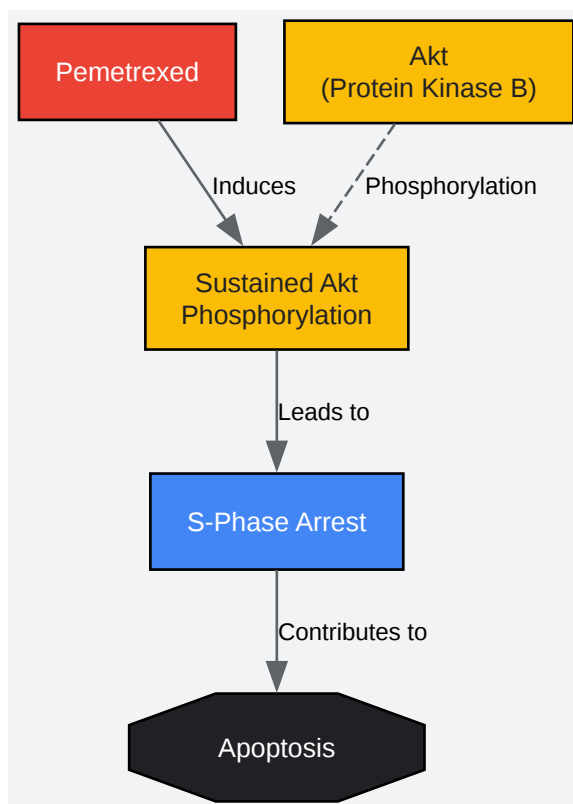 Pemetrexed
Akt
(Protein Kinase B)
Induces
Phosphorylation
Sustained Akt
Phosphorylation
Leads to
S-Phase Arrest
Contributes to
Apoptosis